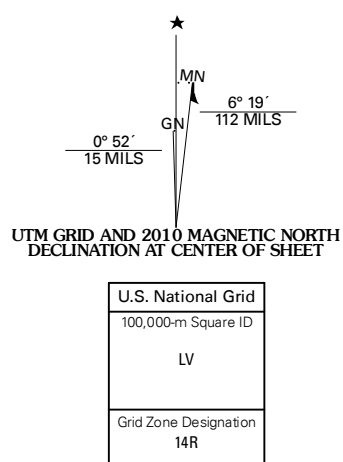 ★
MN
GN
6° 19´
112 MILS
0° 52´
15 MILS
UTM GRID AND 2010 MAGNETIC NORTH
DECLINATION AT CENTER OF SHEET
U.S. National Grid
100,000-m Square ID
LV
Grid Zone Designation
14R